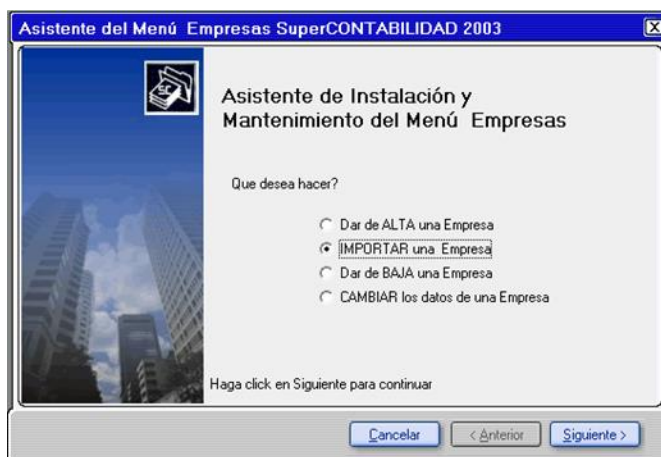 Asistente del Menú Empresas SuperCONTABILIDAD 2003
SC
Asistente de Instalación y
Mantenimiento del Menú Empresas
Que desea hacer?
Dar de ALTA una Empresa
IMPORTAR una Empresa
Dar de BAJA una Empresa
CAMBIAR los datos de una Empresa
Haga click en Siguiente para continuar
Cancelar < Anterior Siguiente >